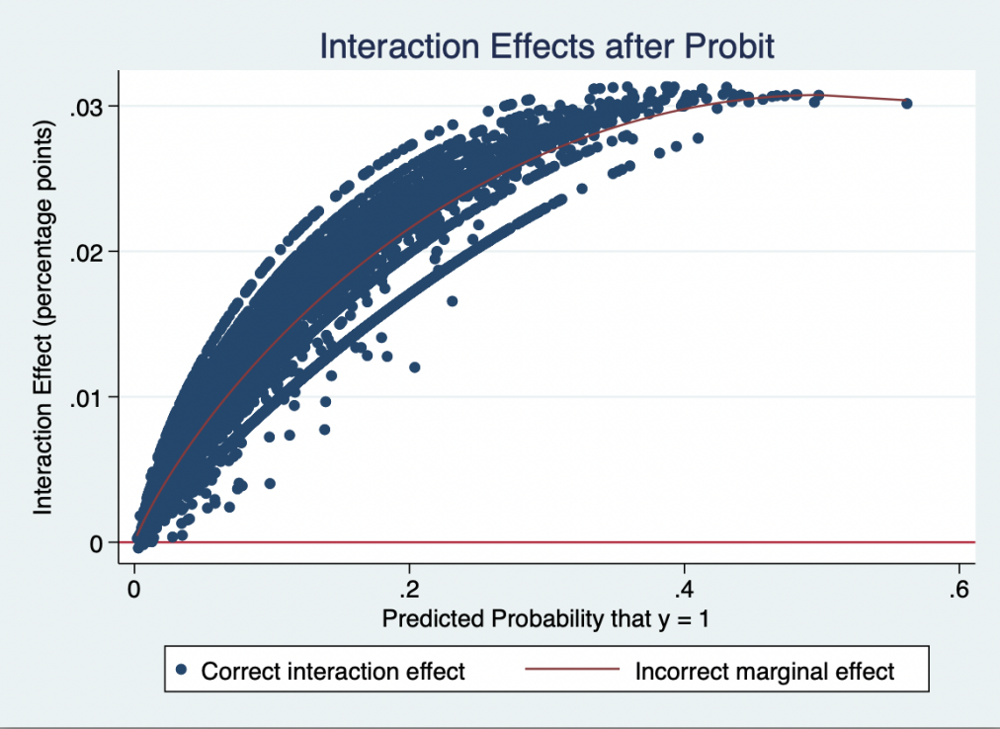 Interaction Effects after Probit
Interaction Effect (percentage points)
.03
.02
.01
0
0 .2 .4 .6
Predicted Probability that y = 1
Correct interaction effect Incorrect marginal effect